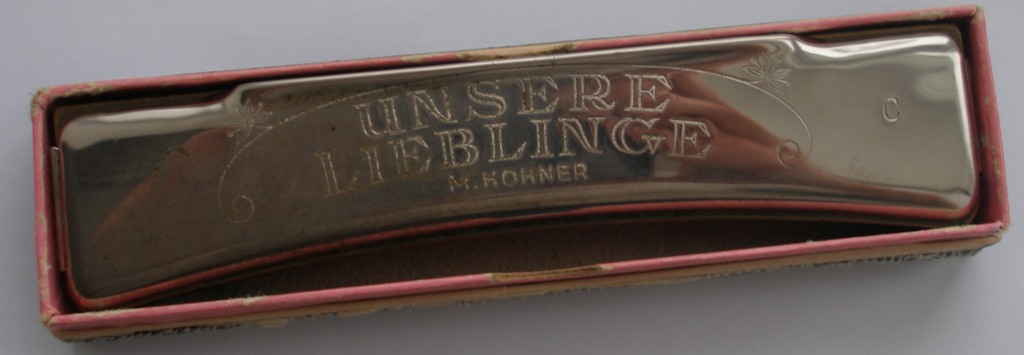 UNSERE
LIEBLINGE
M. HOHNER
C